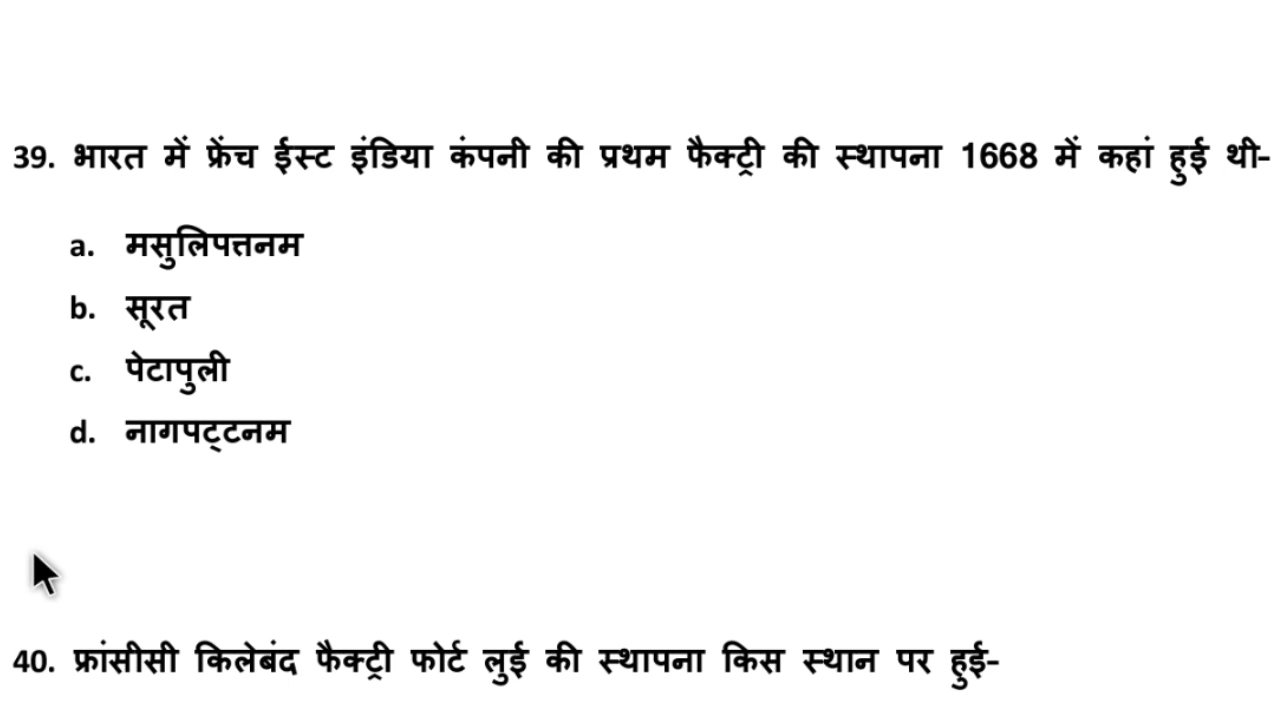 39. भारत में फ्रेंच ईस्ट इंडिया कंपनी की प्रथम फैक्ट्री की स्थापना 1668 में कहां हुई थी-
a. मसुलिपत्तनम
b. सूरत
c. पेटापुली
d. नागपट्टनम
40. फ्रांसीसी किलेबंद फैक्ट्री फोर्ट लुई की स्थापना किस स्थान पर हुई-